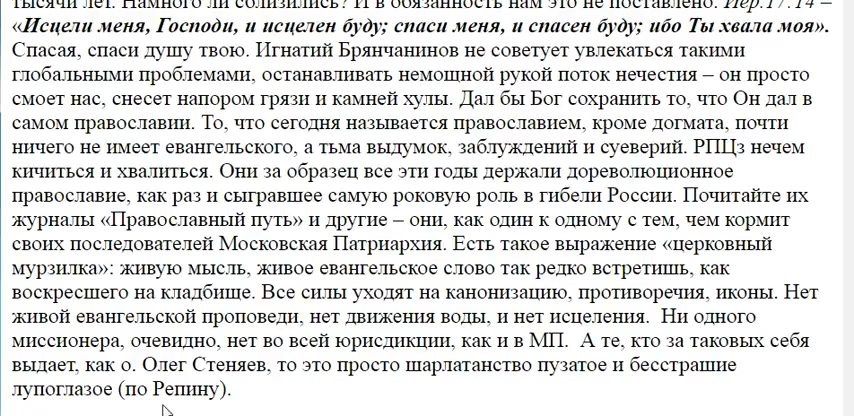 тысячи лет. Намного ли сблизились? И в обязанность нам это не поставлено. Иер.17:14 –
«Исцели меня, Господи, и исцелен буду; спаси меня, и спасен буду; ибо Ты хвала моя».
Спасая, спаси душу твою. Игнатий Брянчанинов не советует увлекаться такими
глобальными проблемами, останавливать немощной рукой поток нечестия – он просто
смоет нас, снесет напором грязи и камней хулы. Дал бы Бог сохранить то, что Он дал в
самом православии. То, что сегодня называется православием, кроме догмата, почти
ничего не имеет евангельского, а тьма выдумок, заблуждений и суеверий. РПЦз нечем
кичиться и хвалиться. Они за образец все эти годы держали дореволюционное
православие, как раз и сыгравшее самую роковую роль в гибели России. Почитайте их
журналы «Православный путь» и другие – они, как один к одному с тем, чем кормит
своих последователей Московская Патриархия. Есть такое выражение «церковный
мурзилка»: живую мысль, живое евангельское слово так редко встретишь, как
воскресшего на кладбище. Все силы уходят на канонизацию, противоречия, иконы. Нет
живой евангельской проповеди, нет движения воды, и нет исцеления. Ни одного
миссионера, очевидно, нет во всей юрисдикции, как и в МП. А те, кто за таковых себя
выдает, как о. Олег Стеняев, то это просто шарлатанство пузатое и бесстрашие
лупоглазое (по Репину).